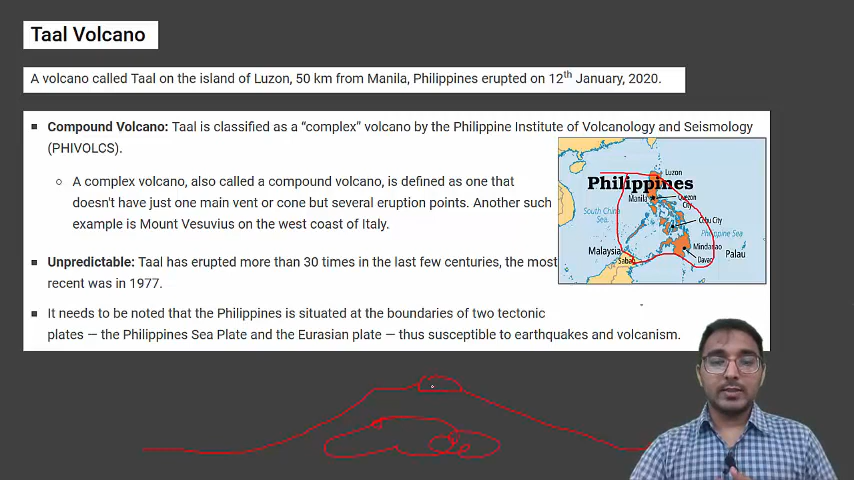 Taal Volcano
A volcano called Taal on the island of Luzon, 50 km from Manila, Philippines erupted on 12th January, 2020.
Compound Volcano: Taal is classified as a “complex” volcano by the Philippine Institute of Volcanology and Seismology
(PHIVOLCS).
A complex volcano, also called a compound volcano, is defined as one that
doesn't have just one main vent or cone but several eruption points. Another such
example is Mount Vesuvius on the west coast of Italy.
Unpredictable: Taal has erupted more than 30 times in the last few centuries, the most
recent was in 1977.
It needs to be noted that the Philippines is situated at the boundaries of two tectonic
plates — the Philippines Sea Plate and the Eurasian plate — thus susceptible to earthquakes and volcanism.
Luzon
Philippines
Manila
Quezon
City
South China
Sea
Cebu City
Philippine Sea
Mindanao
Malaysia
Sabah
Davao
Palau